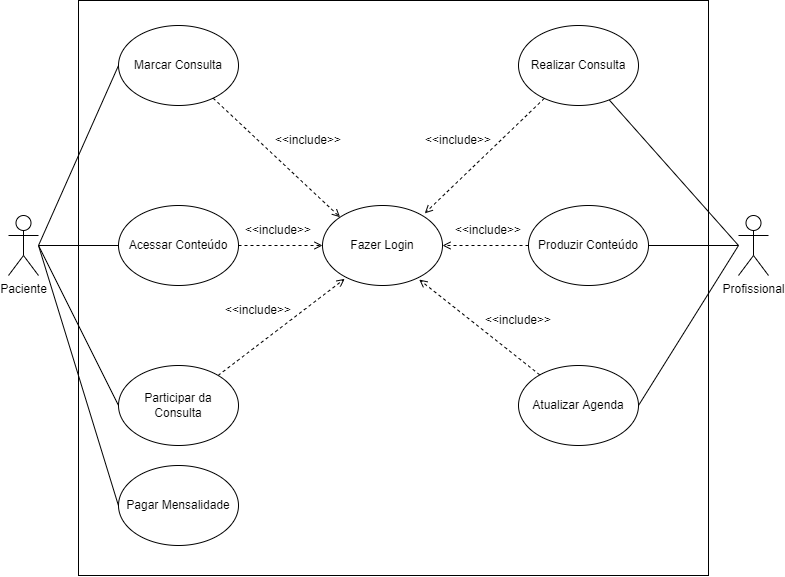 Marcar Consulta
Realizar Consulta
<<include>>
<<include>>
Acessar Conteúdo
<<include>>
Fazer Login
<<include>>
Produzir Conteúdo
Paciente
Profissional
<<include>>
<<include>>
Participar da
Consulta
Atualizar Agenda
Pagar Mensalidade